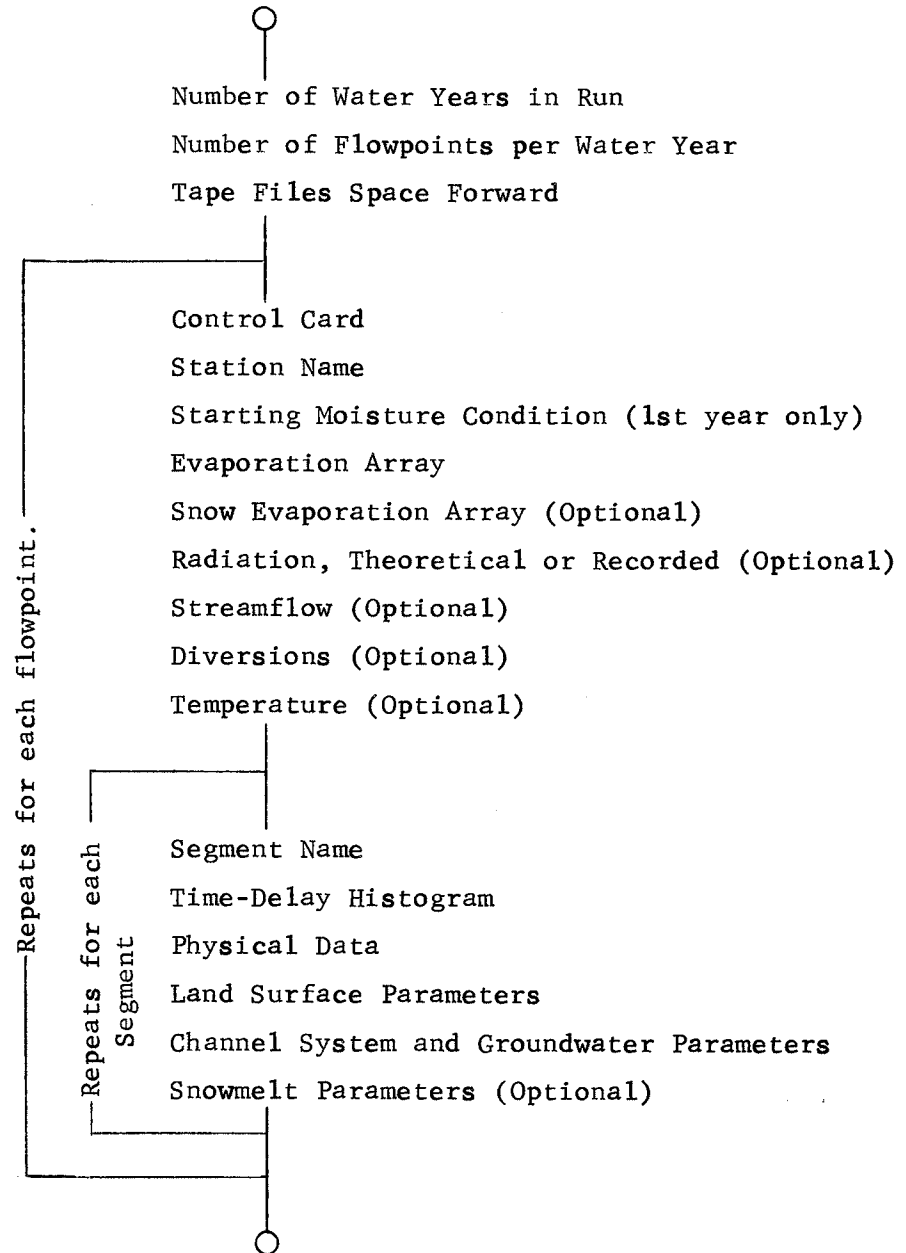 Number of Water Years in Run
Number of Flowpoints per Water Year
Tape Files Space Forward
Control Card
Station Name
Starting Moisture Condition (1st year only)
Evaporation Array
Snow Evaporation Array (Optional)
Radiation, Theoretical or Recorded (Optional)
Streamflow (Optional)
Diversions (Optional)
Temperature (Optional)
Repeats for each flowpoint.
Repeats for each
Segment
Segment Name
Time-Delay Histogram
Physical Data
Land Surface Parameters
Channel System and Groundwater Parameters
Snowmelt Parameters (Optional)